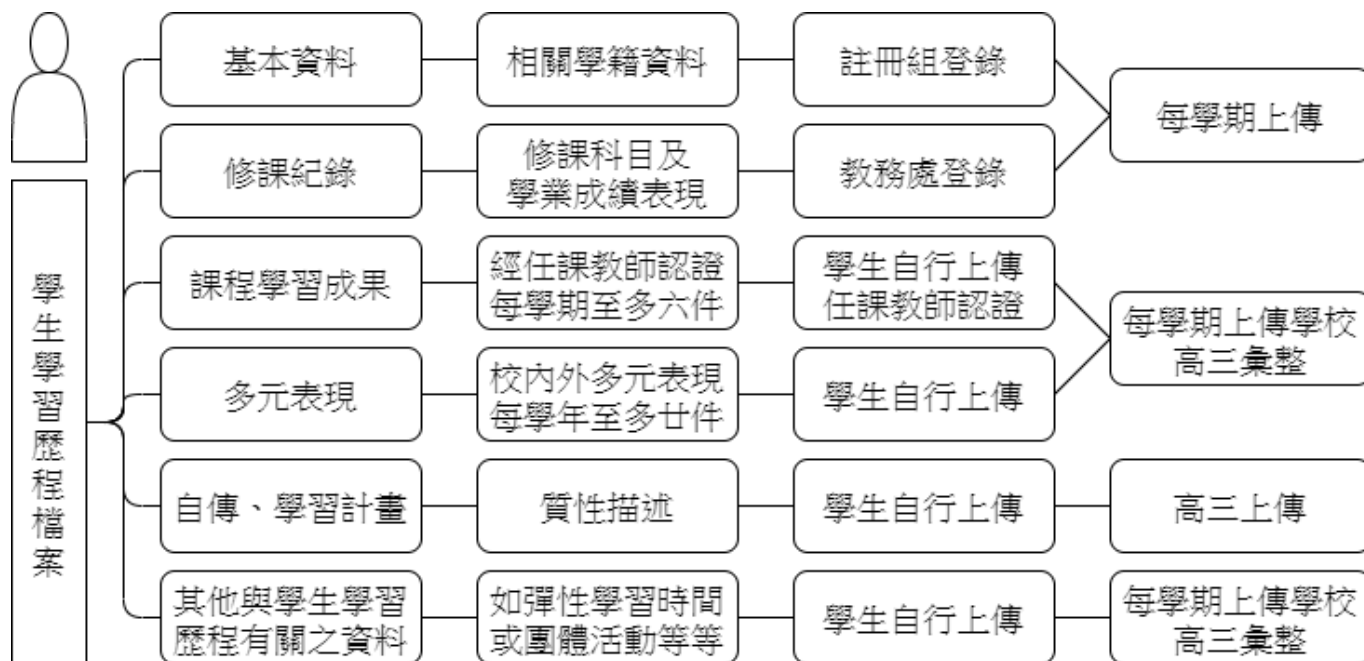 學生學習歷程檔案
基本資料
相關學籍資料
註冊組登錄
每學期上傳
修課紀錄
修課科目及
學業成績表現
教務處登錄
課程學習成果
經任課教師認證
每學期至多六件
學生自行上傳
任課教師認證
每學期上傳學校
高三彙整
多元表現
校內外多元表現
每學年至多廿件
學生自行上傳
自傳、學習計畫
質性描述
學生自行上傳
高三上傳
其他與學生學習
歷程有關之資料
如彈性學習時間
或團體活動等等
學生自行上傳
每學期上傳學校
高三彙整